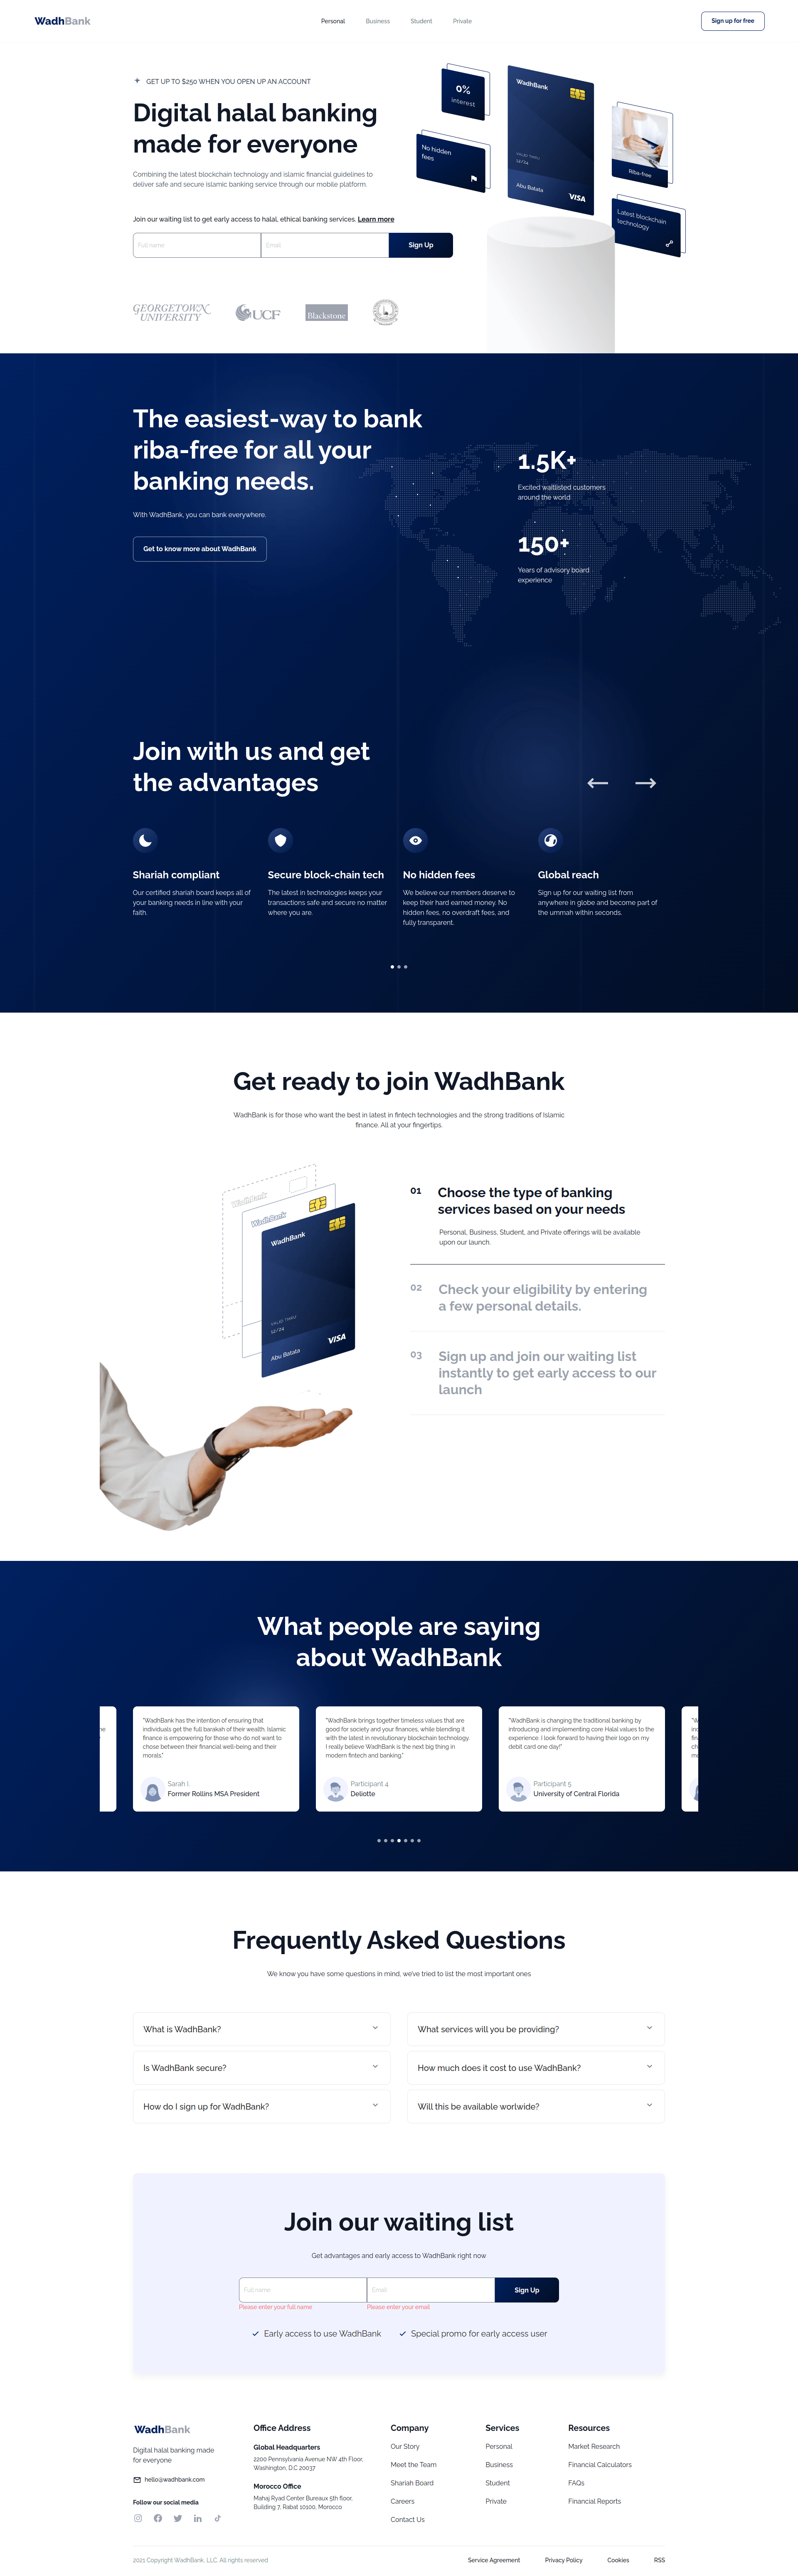 WadhBank
Personal
Business
Student
Private
Sign up for free
GET UP TO $250 WHEN YOU OPEN UP AN ACCOUNT
Digital halal banking
made for everyone
Combining the latest blockchain technology and islamic financial guidelines to
deliver safe and secure islamic banking service through our mobile platform.
Join our waiting list to get early access to halal, ethical banking services. Learn more
Full name
Email
Sign Up
GEORGETOWN
UNIVERSITY
UCF
Blackstone
0%
interest
No hidden
fees
WadhBank
VALID THRU
12/24
Abu Batata
VISA
Riba-free
Latest blockchain
technology
The easiest-way to bank
riba-free for all your
banking needs.
With WadhBank, you can bank everywhere.
Get to know more about WadhBank
1.5K+
Excited waitlisted customers
around the world
150+
Years of advisory board
experience
Join with us and get
the advantages
Shariah compliant
Our certified shariah board keeps all of
your banking needs in line with your
faith.
Secure block-chain tech
The latest in technologies keeps your
transactions safe and secure no matter
where you are.
No hidden fees
We believe our members deserve to
keep their hard earned money. No
hidden fees, no overdraft fees, and
fully transparent.
Global reach
Sign up for our waiting list from
anywhere in globe and become part of
the ummah within seconds.
Get ready to join WadhBank
WadhBank is for those who want the best in latest in fintech technologies and the strong traditions of Islamic
finance. All at your fingertips.
WadhBank
WadhBank
WadhBank
VALID THRU
12/24
Abu Batata
VISA
01
Choose the type of banking
services based on your needs
Personal, Business, Student, and Private offerings will be available
upon our launch.
02
Check your eligibility by entering
a few personal details.
03
Sign up and join our waiting list
instantly to get early access to our
launch
What people are saying
about WadhBank
"WadhBank has the intention of ensuring that
individuals get the full barakah of their wealth. Islamic
finance is empowering for those who do not want to
chose between their financial well-being and their
morals."
Sarah I
Former Rollins MSA President
"WadhBank brings together timeless values that are
good for society and your finances, while blending it
with the latest in revolutionary blockchain technology.
I really believe WadhBank is the next big thing in
modern fintech and banking."
Participant 4
Deliotte
"WadhBank is changing the traditional banking by
introducing and implementing core Halal values to the
experience. I look forward to having their logo on my
debit card one day!"
Participant 5
University of Central Florida
Frequently Asked Questions
We know you have some questions in mind, we've tried to list the most important ones
What is WadhBank?
What services will you be providing?
Is WadhBank secure?
How much does it cost to use WadhBank?
How do I sign up for WadhBank?
Will this be available worlwide?
Join our waiting list
Get advantages and early access to WadhBank right now
Full name
Email
Sign Up
Please enter your full name
Please enter your email
Early access to use WadhBank
Special promo for early access user
WadhBank
Digital halal banking made
for everyone
hello@wadhbank.com
Follow our social media
Office Address
Global Headquarters
2200 Pennsylvania Avenue NW 4th Floor,
Washington, D.C 20037
Morocco Office
Mahaj Ryad Center Bureaux 5th floor,
Building 7, Rabat 10100, Morocco
Company
Our Story
Meet the Team
Shariah Board
Careers
Contact Us
Services
Personal
Business
Student
Private
Resources
Market Research
Financial Calculators
FAQs
Financial Reports
2021 Copyright WadhBank, LLC. All rights reserved
Service Agreement
Privacy Policy
Cookies
RSS